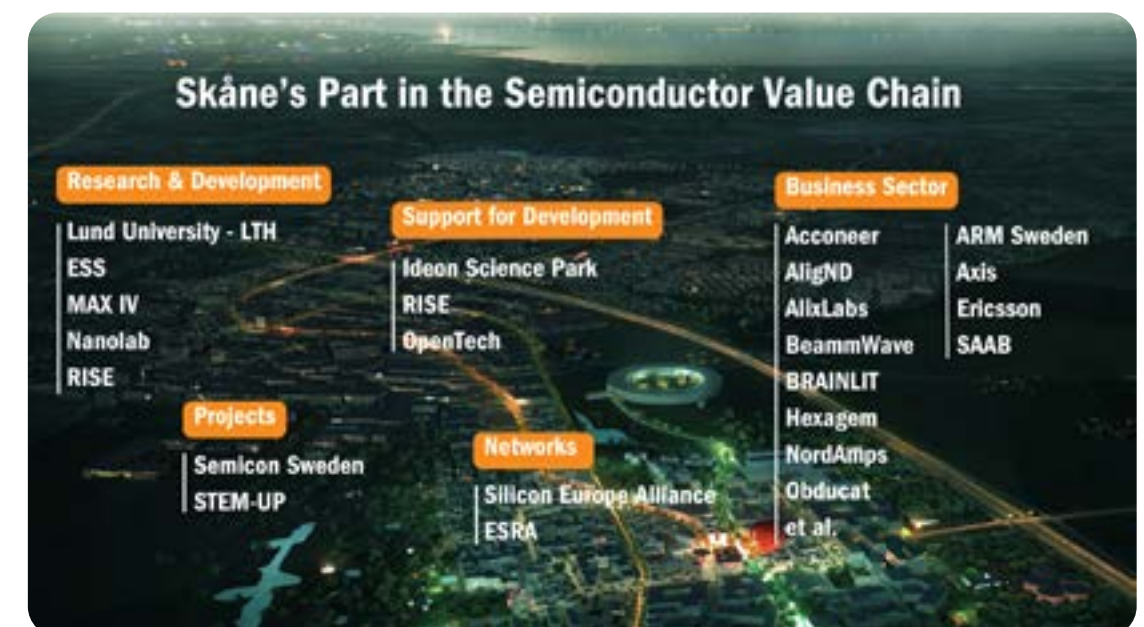 Skåne's Part in the Semiconductor Value Chain
Research & Development
Lund University - LTH
ESS
MAX IV
Nanolab
RISE
Support for Development
Ideon Science Park
RISE
OpenTech
Projects
Semicon Sweden
STEM-UP
Networks
Silicon Europe Alliance
ESRA
Business Sector
Acconeer
AligND
AlixLabs
BeammWave
BRAINLIT
Hexagem
NordAmps
Obducat
et al.
ARM Sweden
Axis
Ericsson
SAAB